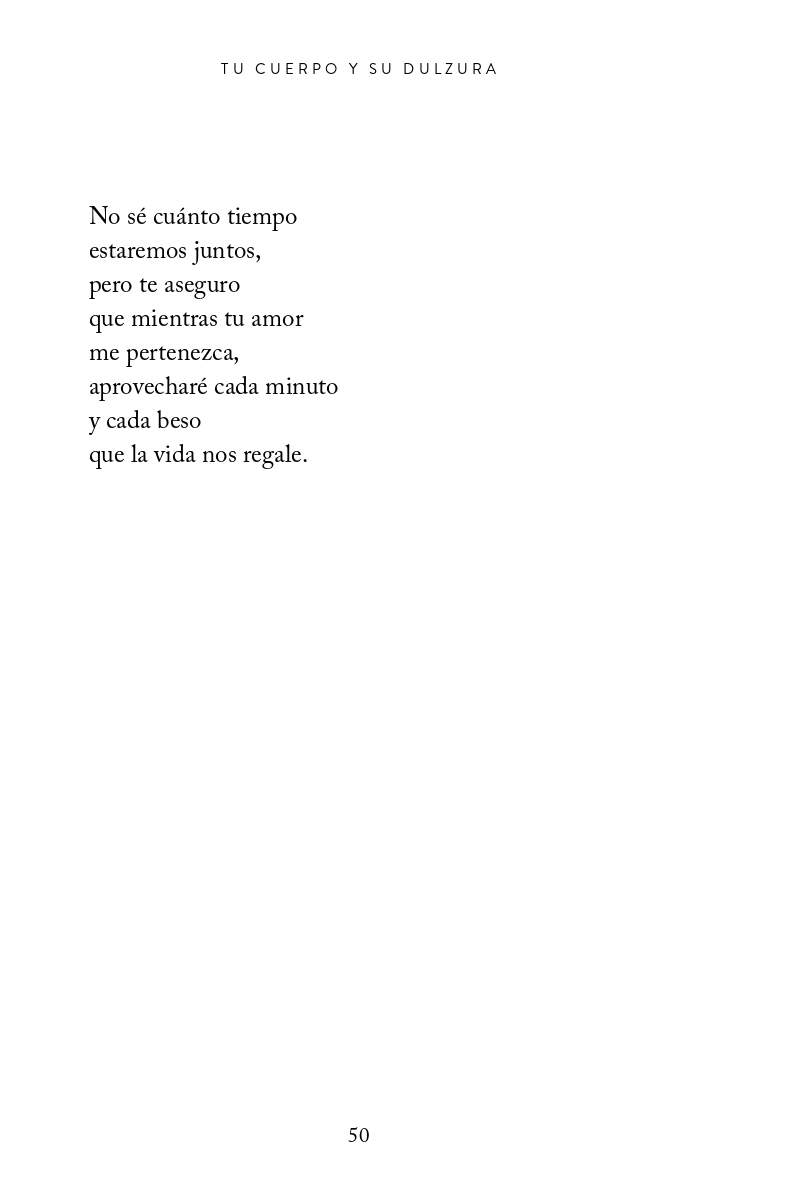 TU CUERPO Y SU DULZURA
No sé cuánto tiempo
estaremos juntos,
pero te aseguro
que mientras tu amor
me pertenezca,
aprovecharé cada minuto
y cada beso
que la vida nos regale.
50